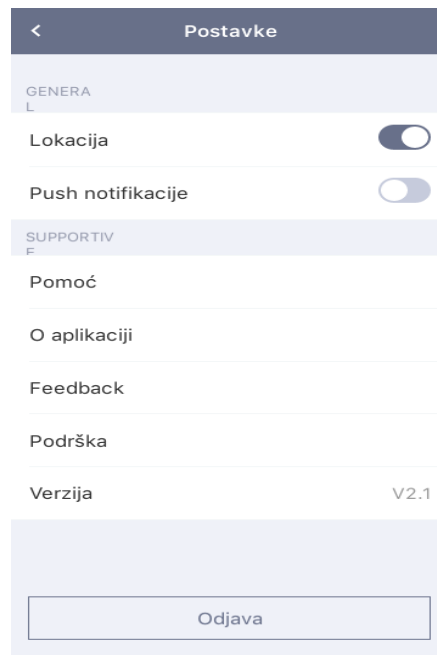 Postavke
GENERA
L
Lokacija
Push notifikacije
SUPPORTIV
E
Pomoć
O aplikaciji
Feedback
Podrška
Verzija V2.1
Odjava